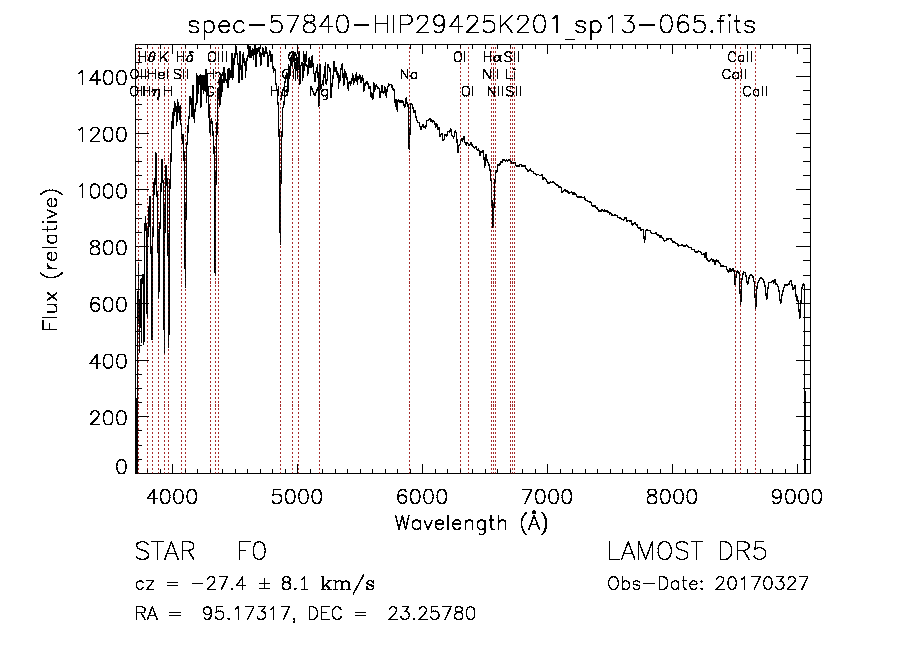 spec-57840-HIP29425K201_sp13-065.fits
Hθ K Hδ OIII OI Hα SII CaII
OII HeI SII Hγ Na NII Li CaII
OII Hη H Hβ Mg OI NII SII CaII
1400
1200
1000
800
600
400
200
0
Flux (relative)
4000 5000 6000 7000 8000 9000
Wavelength (Å)
STAR F0 LAMOST DR5
cz = -27.4 ± 8.1 km/s Obs-Date: 20170327
RA = 95.17317, DEC = 23.25780